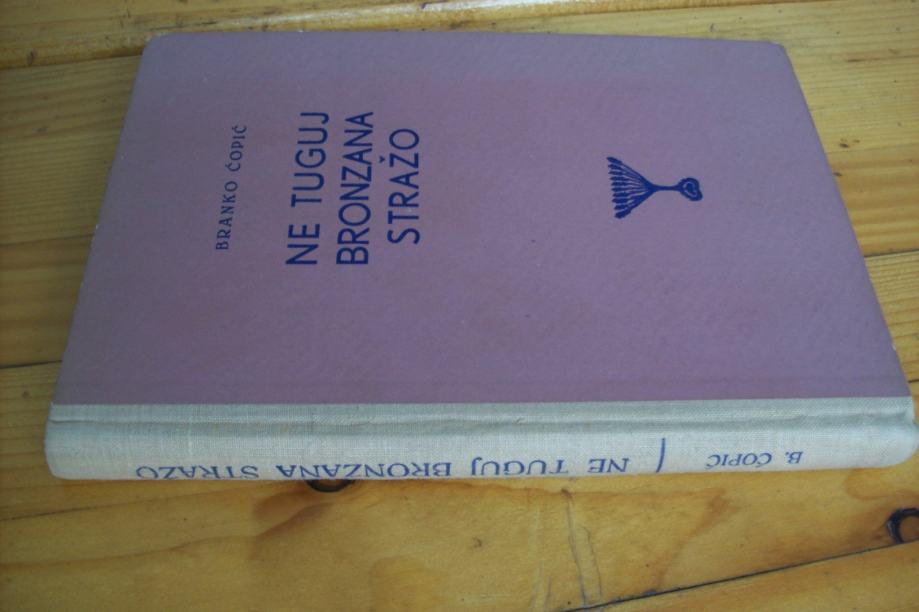 BRANKO ĆOPIĆ
NE TUGUJ
BRONZANA
STRAŽO
B. ĆOPIĆ
NE TUGUJ BRONZANA STRAŽO